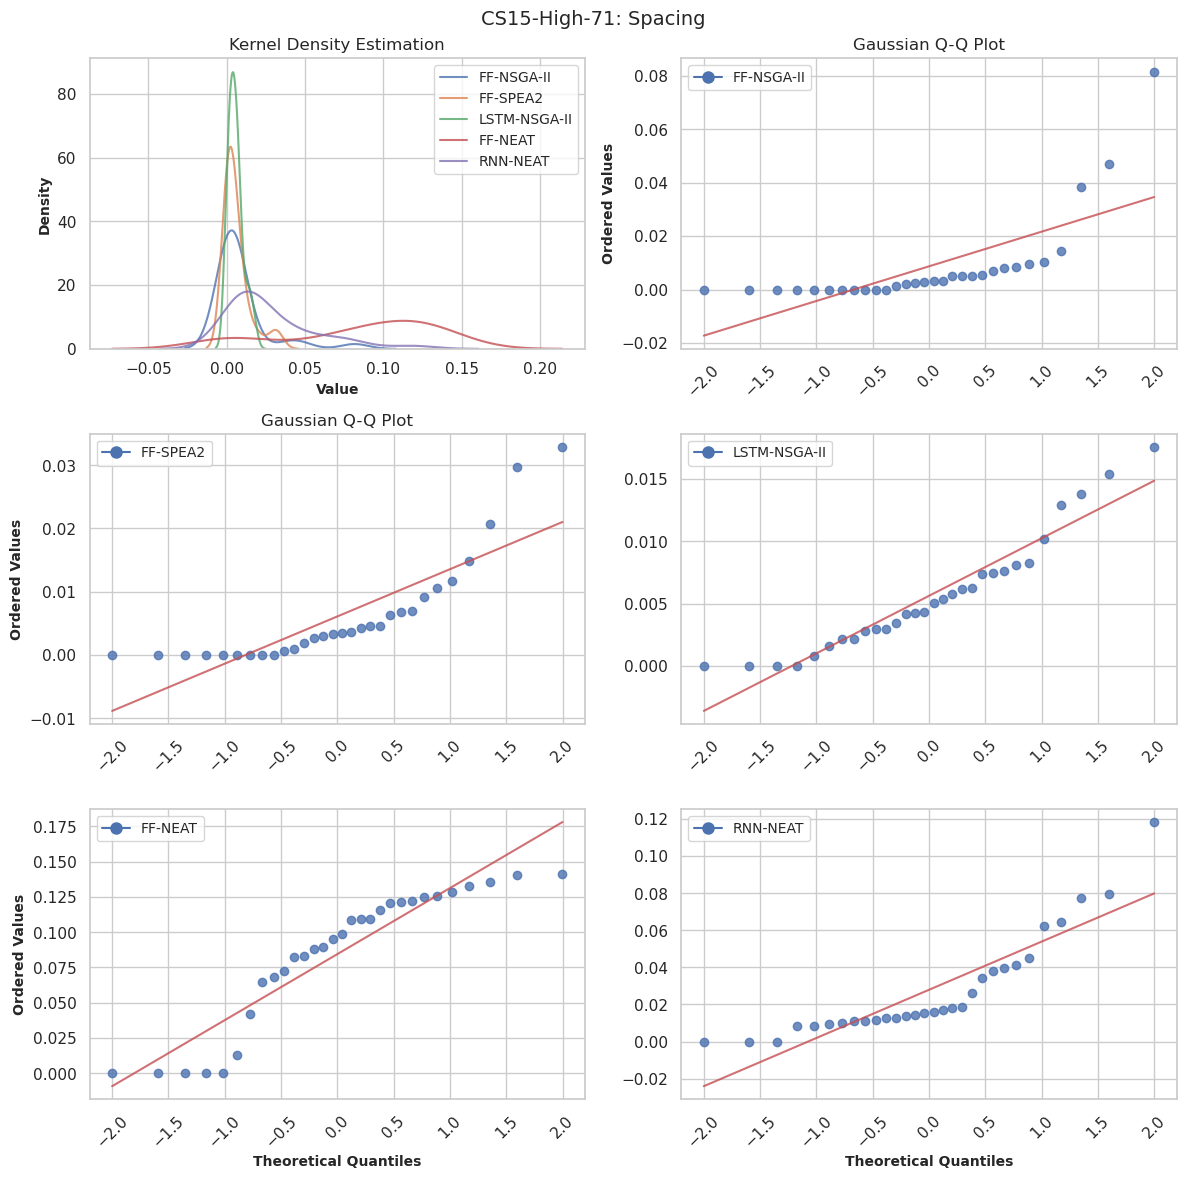 CS15-High-71: Spacing
Kernel Density Estimation
FF-NSGA-II
FF-SPEA2
LSTM-NSGA-II
FF-NEAT
RNN-NEAT
Density
80
60
40
20
0
−0.05 0.00 0.05 0.10 0.15 0.20
Value
Gaussian Q-Q Plot
FF-NSGA-II
Ordered Values
0.08
0.06
0.04
0.02
0.00
−0.02
−2.0 −1.5 −1.0 −0.5 0.0 0.5 1.0 1.5 2.0
Gaussian Q-Q Plot
FF-SPEA2
Ordered Values
0.03
0.02
0.01
0.00
−0.01
−2.0 −1.5 −1.0 −0.5 0.0 0.5 1.0 1.5 2.0
LSTM-NSGA-II
0.015
0.010
0.005
0.000
−2.0 −1.5 −1.0 −0.5 0.0 0.5 1.0 1.5 2.0
FF-NEAT
Ordered Values
0.175
0.150
0.125
0.100
0.075
0.050
0.025
0.000
−2.0 −1.5 −1.0 −0.5 0.0 0.5 1.0 1.5 2.0
Theoretical Quantiles
RNN-NEAT
0.12
0.10
0.08
0.06
0.04
0.02
0.00
−0.02
−2.0 −1.5 −1.0 −0.5 0.0 0.5 1.0 1.5 2.0
Theoretical Quantiles